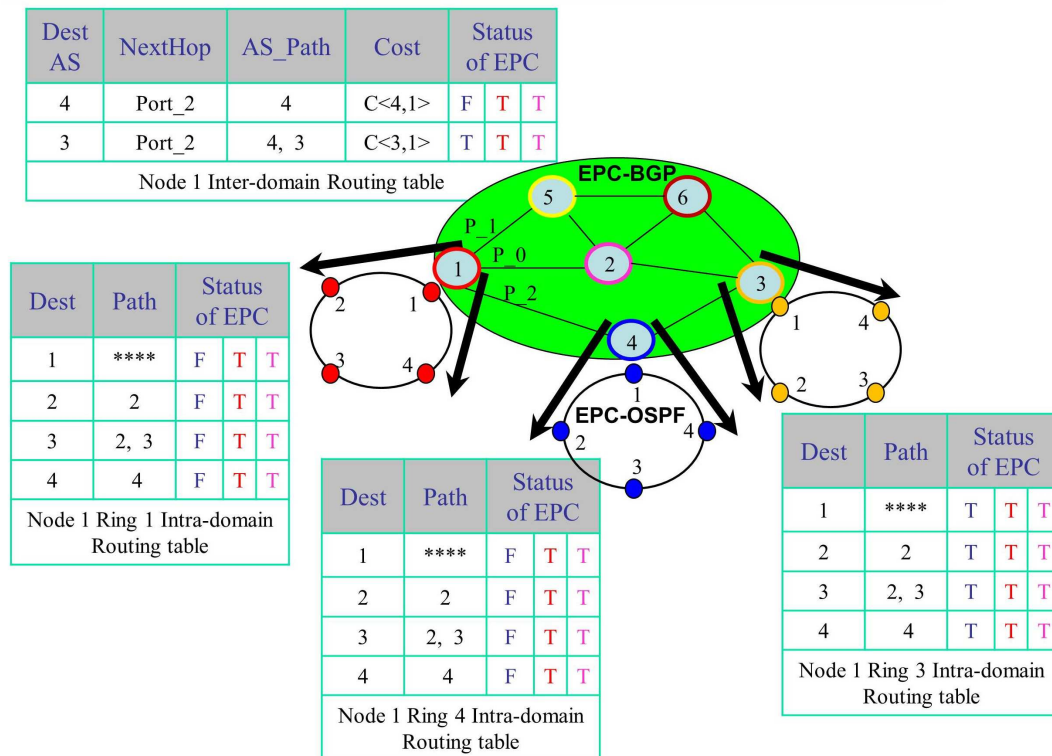 Dest AS NextHop AS_Path Cost Status of EPC
4 Port_2 4 C<4,1> F T T
3 Port_2 4, 3 C<3,1> T T T
Node 1 Inter-domain Routing table
EPC-BGP
5 6
P_1
1 P_0 2
3
P_2
4
2 1
3 4
1 4
2 3
1
EPC-OSPF
2 4
3
Dest Path Status of EPC
1 **** F T T
2 2 F T T
3 2, 3 F T T
4 4 F T T
Node 1 Ring 1 Intra-domain
Routing table
Dest Path Status of EPC
1 **** F T T
2 2 F T T
3 2, 3 F T T
4 4 F T T
Node 1 Ring 4 Intra-domain
Routing table
Dest Path Status of EPC
1 **** T T T
2 2 T T T
3 2, 3 T T T
4 4 T T T
Node 1 Ring 3 Intra-domain
Routing table